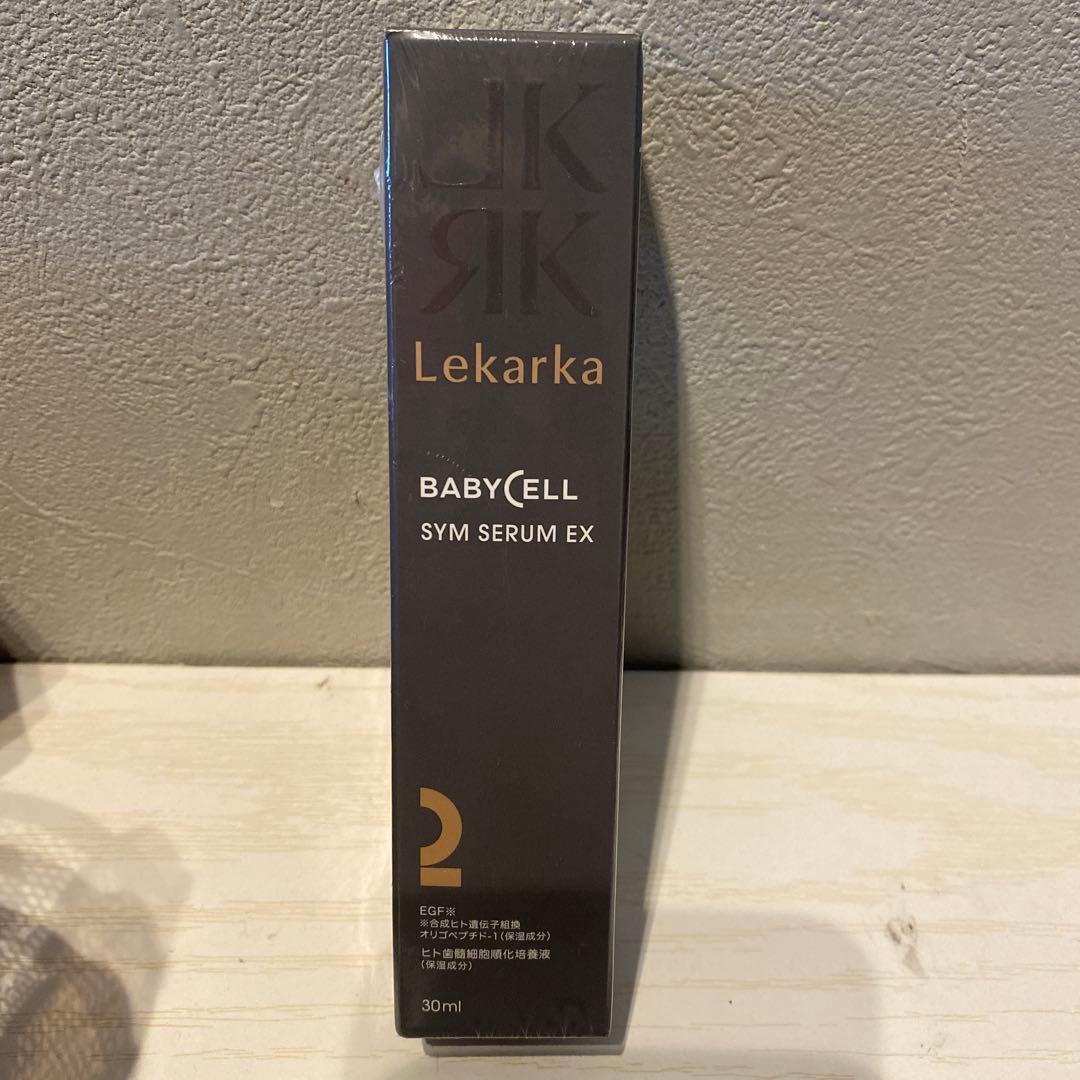 LK
RK
Lekarka
BABYCELL
SYM SERUM EX
2
EGF※
※合成ヒト遺伝子組換
オリゴペプチド-1(保湿成分)
ヒト歯髄細胞順化培養液
(保湿成分)
30ml